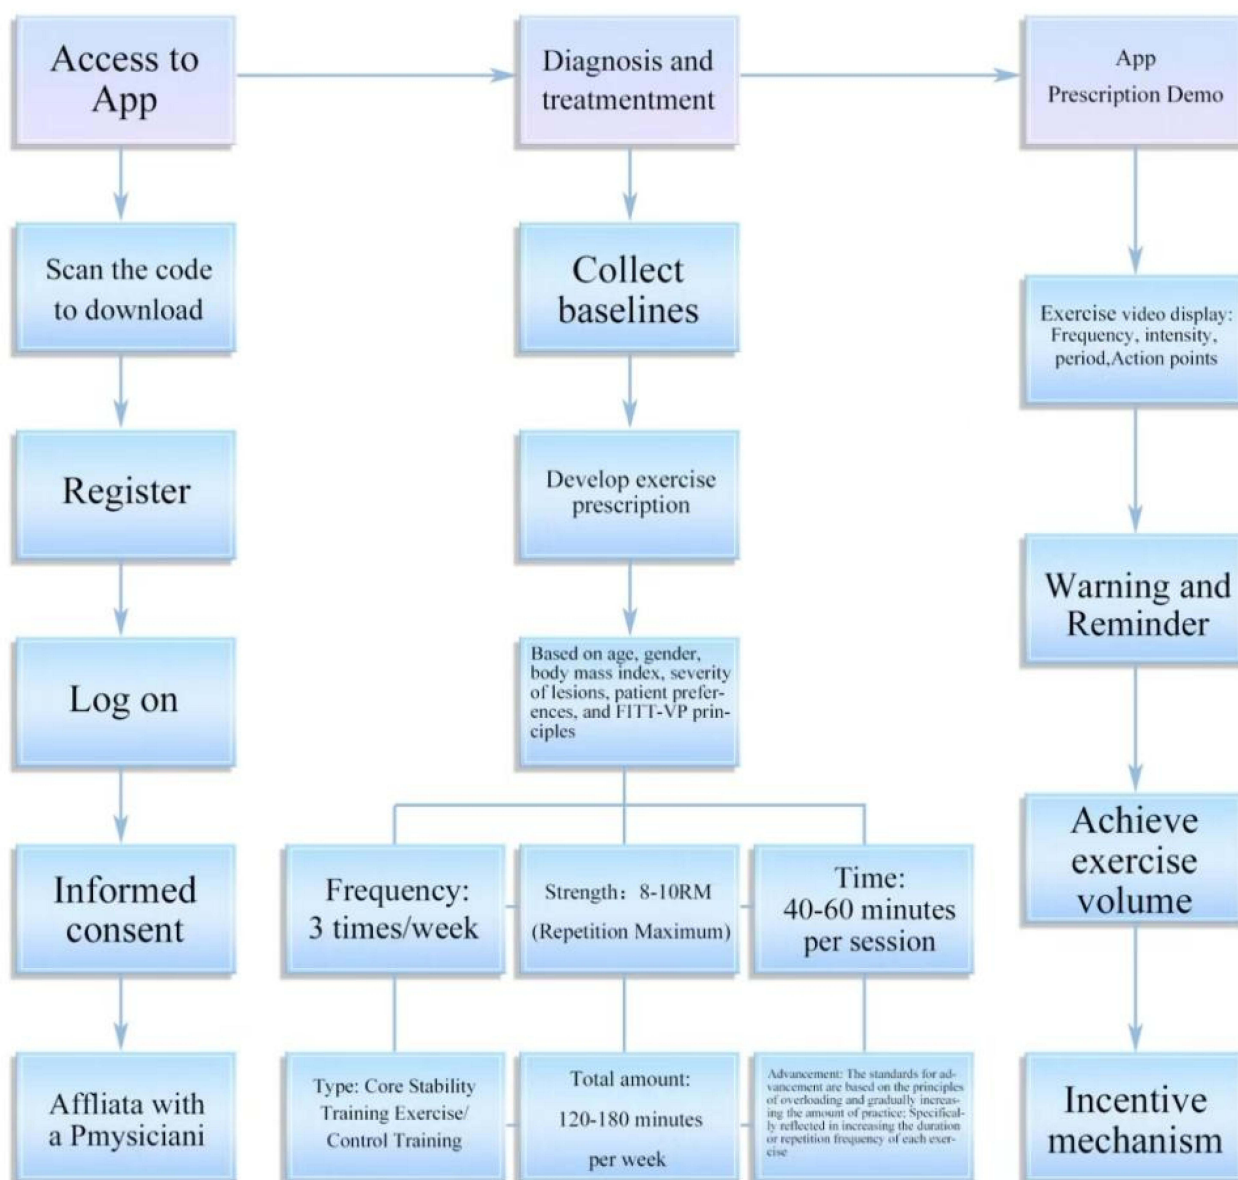 Access to
App
Diagnosis and
treatmentment
App
Prescription Demo
Scan the code
to download
Collect
baselines
Exercise video display:
Frequency, intensity,
period,Action points
Register
Develop exercise
prescription
Warning and
Reminder
Log on
Based on age, gender,
body mass index, severity
of lesions, patient prefer-
ences, and FITT-VP prin-
ciples
Achieve
exercise
volume
Informed
consent
Frequency:
3 times/week
Strength：8-10RM
(Repetition Maximum)
Time:
40-60 minutes
per session
Affliata with
a Pmysiciani
Type: Core Stability
Training Exercise/
Control Training
Total amount:
120-180 minutes
per week
Advancement: The standards for ad-
vancement are based on the principles
of overloading and gradually increas-
ing the amount of practice; Specifical-
ly reflected in increasing the duration
or repetition frequency of each exer-
cise
Incentive
mechanism